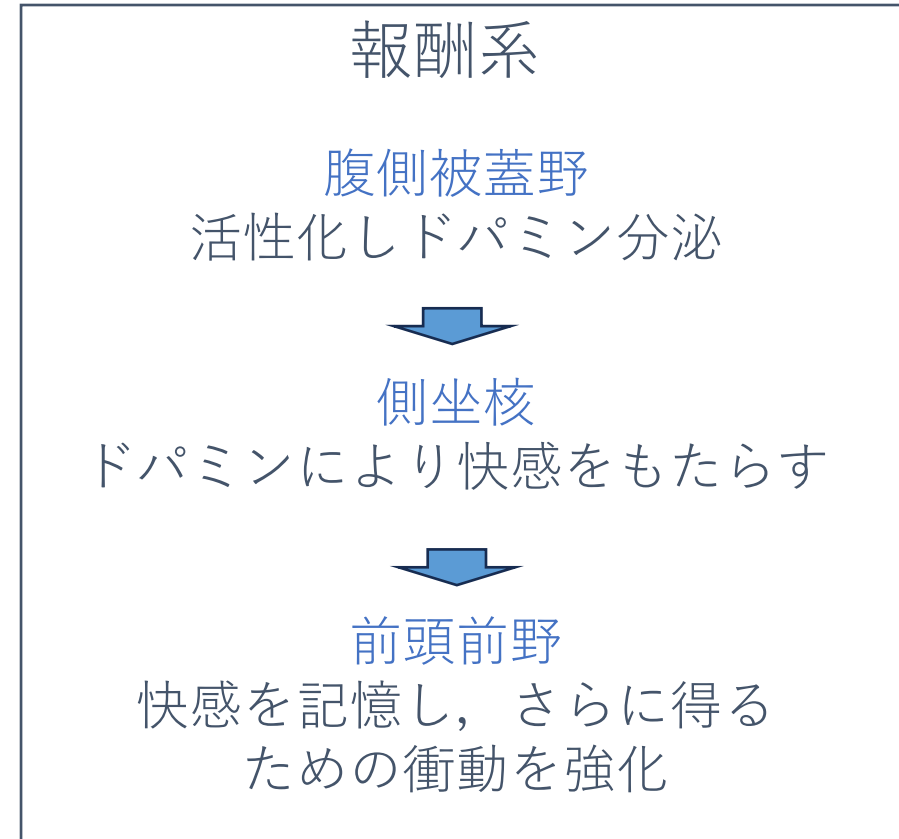 報酬系
腹側被蓋野
活性化しドパミン分泌
側坐核
ドパミンにより快感をもたらす
前頭前野
快感を記憶し，さらに得る
ための衝動を強化